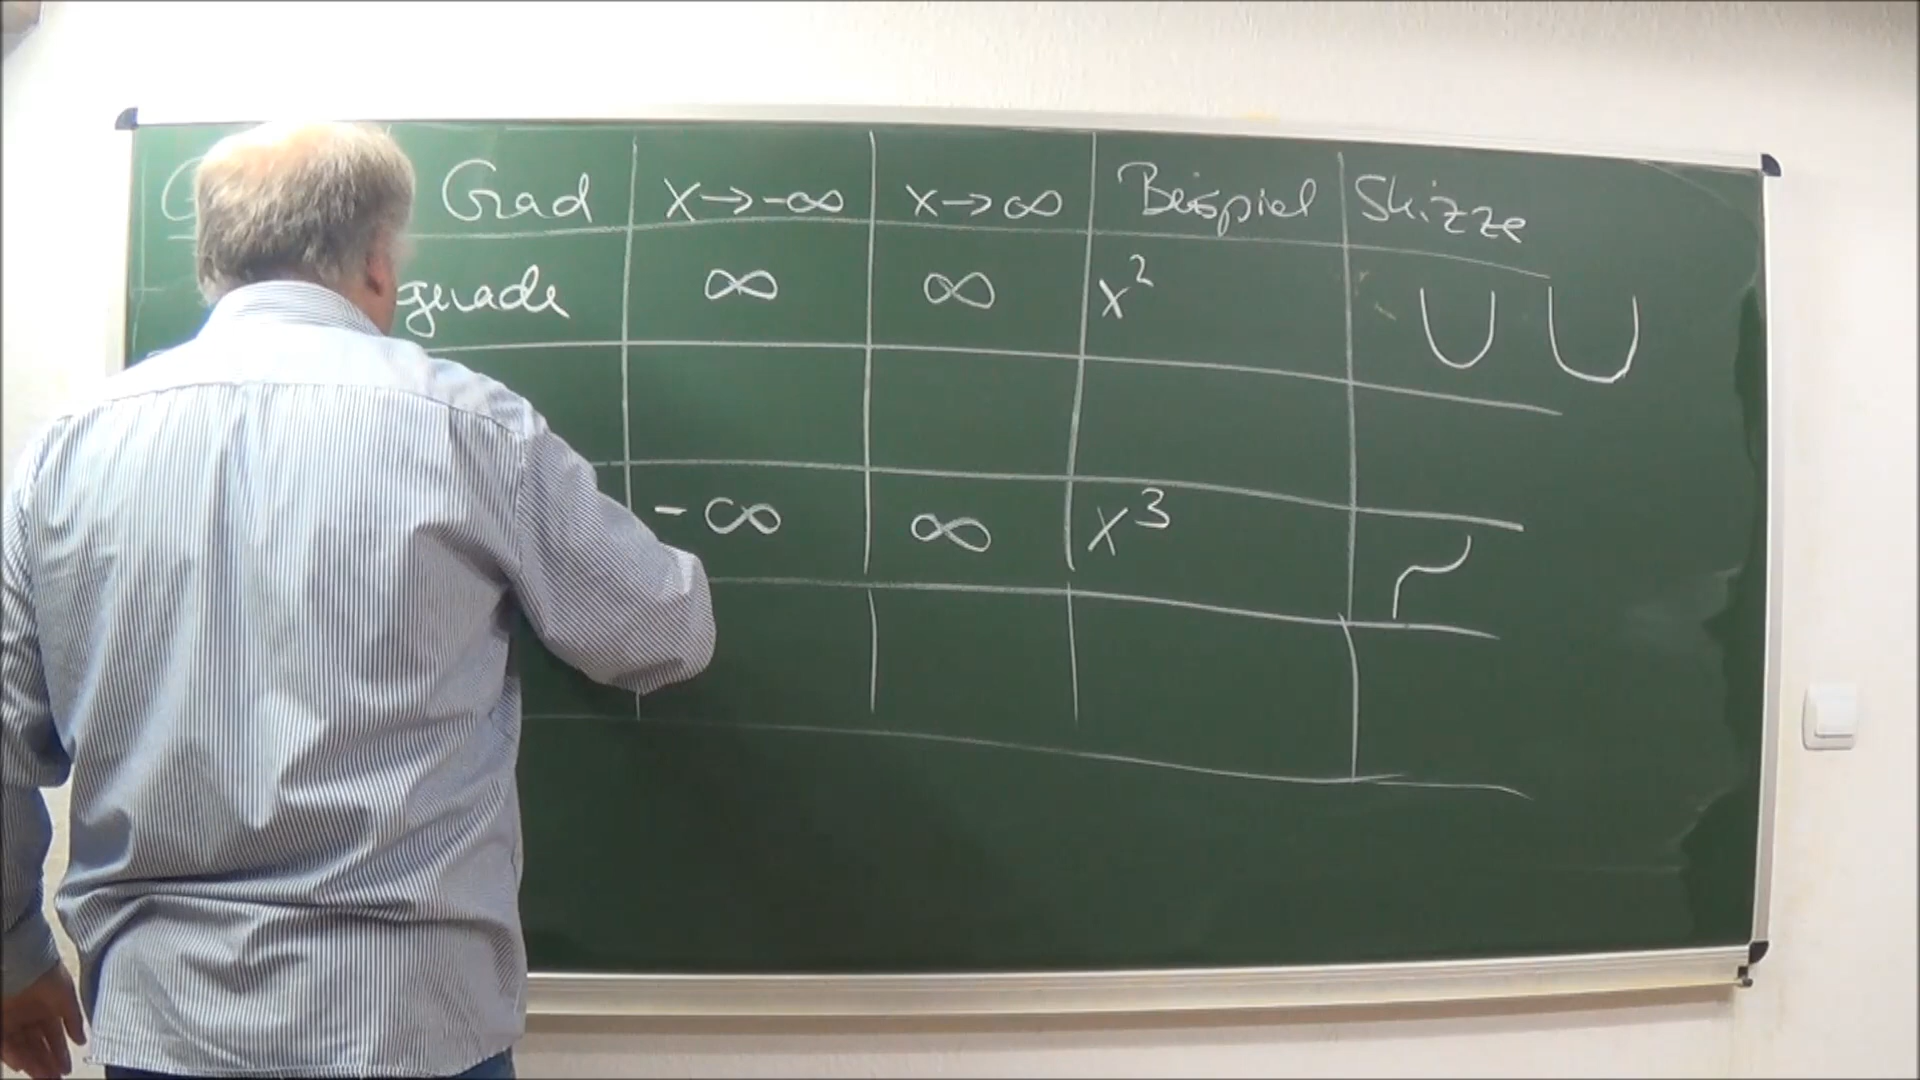 Grad x→-∞ x→∞ Beispiel Skizze
gerade ∞ ∞ x²
-∞ ∞ x³